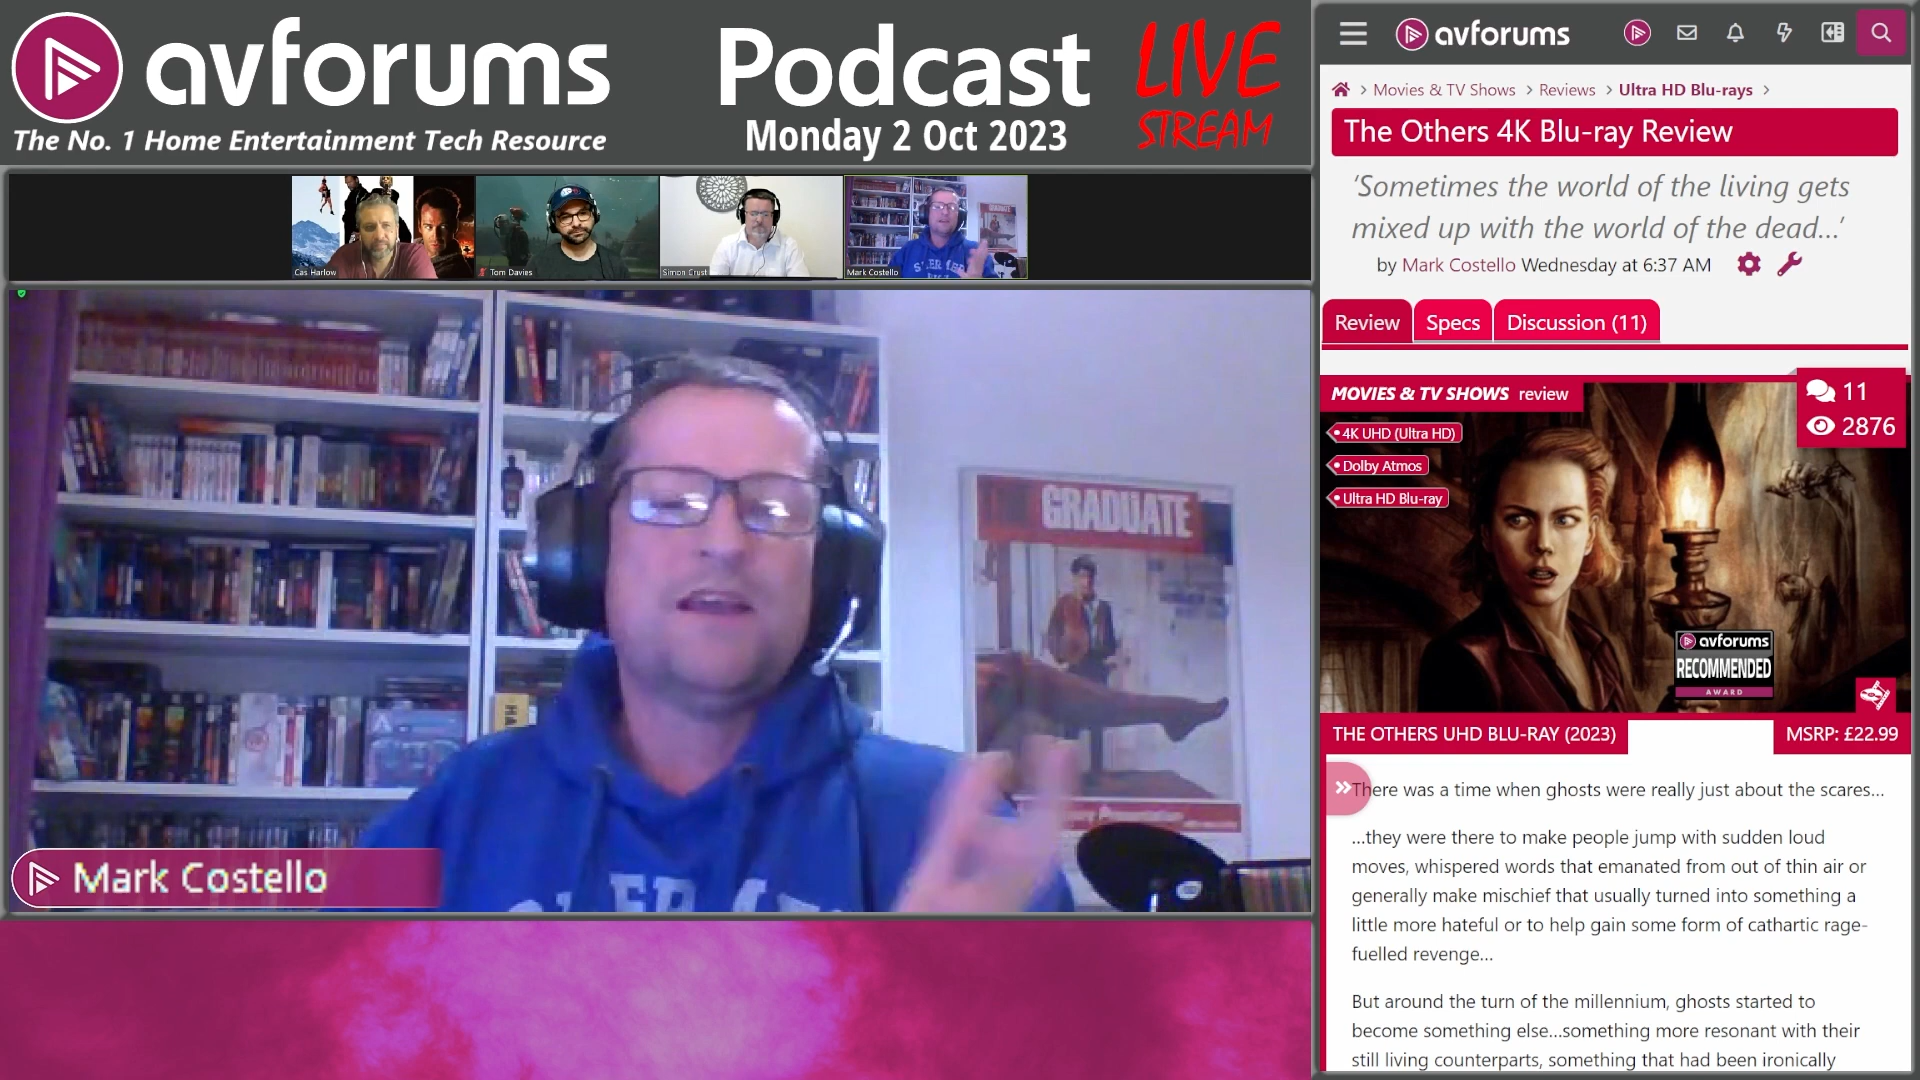 avforums
The No. 1 Home Entertainment Tech Resource
Podcast
Monday 2 Oct 2023
LIVE
STREAM
Cas Harlow
Tom Davies
Simon Crust
Mark Costello
GRADUATE
HA
Mark Costello
avforums
Movies & TV Shows > Reviews > Ultra HD Blu-rays >
The Others 4K Blu-ray Review
‘Sometimes the world of the living gets
mixed up with the world of the dead...’
by Mark Costello Wednesday at 6:37 AM
Review
Specs
Discussion (11)
MOVIES & TV SHOWS review
11
2876
4K UHD (Ultra HD)
Dolby Atmos
Ultra HD Blu-ray
avforums
RECOMMENDED
AWARD
THE OTHERS UHD BLU-RAY (2023)
MSRP: £22.99
There was a time when ghosts were really just about the scares...
...they were there to make people jump with sudden loud
moves, whispered words that emanated from out of thin air or
generally make mischief that usually turned into something a
little more hateful or to help gain some form of cathartic rage-
fuelled revenge...
But around the turn of the millennium, ghosts started to
become something else...something more resonant with their
still living counterparts, something that had been ironically